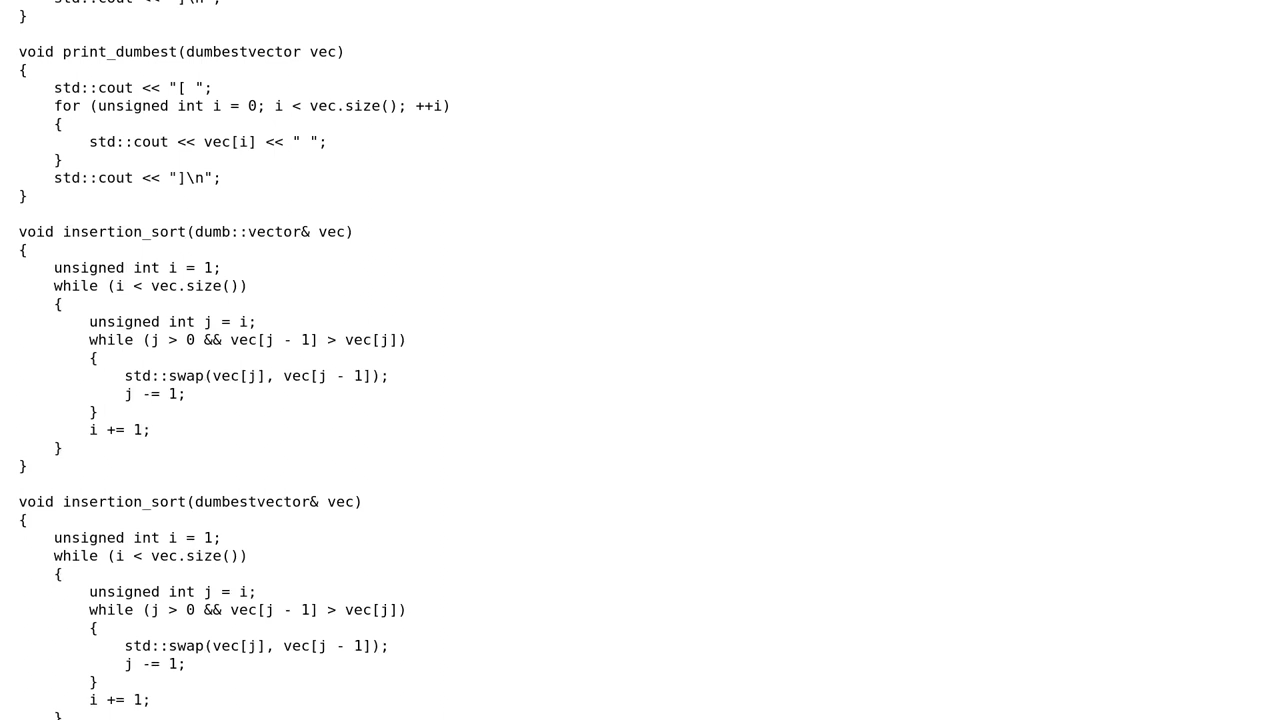 std::cout << "]\n";
}

void print_dumbest(dumbestvector vec)
{
    std::cout << "[ ";
    for (unsigned int i = 0; i < vec.size(); ++i)
    {
        std::cout << vec[i] << " ";
    }
    std::cout << "]\n";
}

void insertion_sort(dumb::vector& vec)
{
    unsigned int i = 1;
    while (i < vec.size())
    {
        unsigned int j = i;
        while (j > 0 && vec[j - 1] > vec[j])
        {
            std::swap(vec[j], vec[j - 1]);
            j -= 1;
        }
        i += 1;
    }
}

void insertion_sort(dumbestvector& vec)
{
    unsigned int i = 1;
    while (i < vec.size())
    {
        unsigned int j = i;
        while (j > 0 && vec[j - 1] > vec[j])
        {
            std::swap(vec[j], vec[j - 1]);
            j -= 1;
        }
        i += 1;
    }